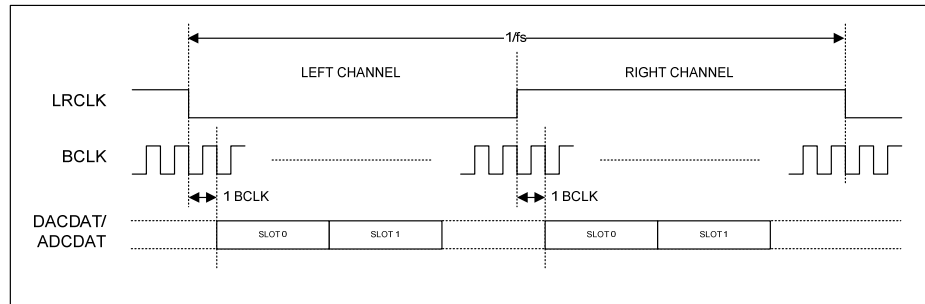 1/fs
LEFT CHANNEL RIGHT CHANNEL
LRCLK
BCLK
1 BCLK 1 BCLK
DACDAT/
ADCDAT
SLOT 0 SLOT 1 SLOT 0 SLOT 1